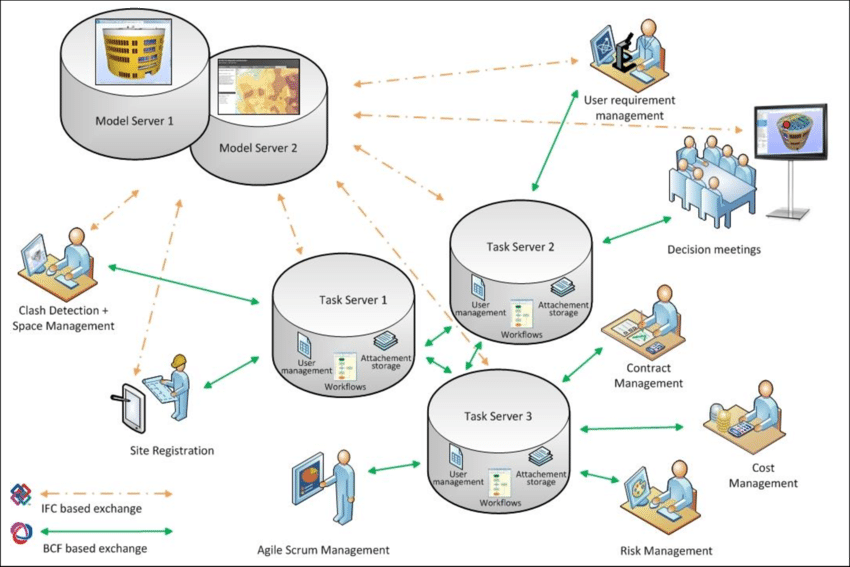 Model Server 1
Model Server 2
User requirement
management
Decision meetings
Task Server 2
User
management
Attachement
storage
Workflows
Clash Detection +
Space Management
Task Server 1
User
management
Attachement
storage
Workflows
Contract
Management
Site Registration
Task Server 3
User
management
Attachement
storage
Workflows
Cost
Management
IFC based exchange
BCF based exchange
Agile Scrum Management
Risk Management